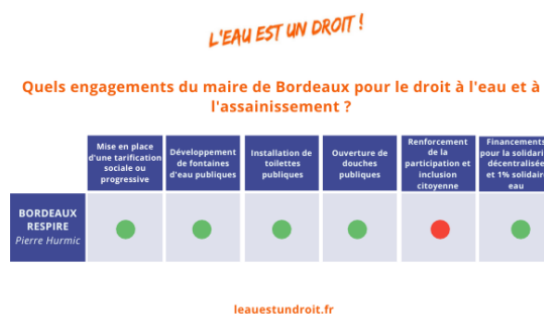 L'EAU EST UN DROIT !
Quels engagements du maire de Bordeaux pour le droit à l'eau et à
l'assainissement ?
Mise en place
d'une tarification
sociale ou
progressive
Développement
de fontaines
d'eau publiques
Installation de
toilettes
publiques
Ouverture de
douches
publiques
Renforcement
de la
participation et
inclusion
citoyenne
Financements
pour la solidari
décentralisée
et 1% solidair
eau
BORDEAUX
RESPIRE
Pierre Hurmic
leauestundroit.fr